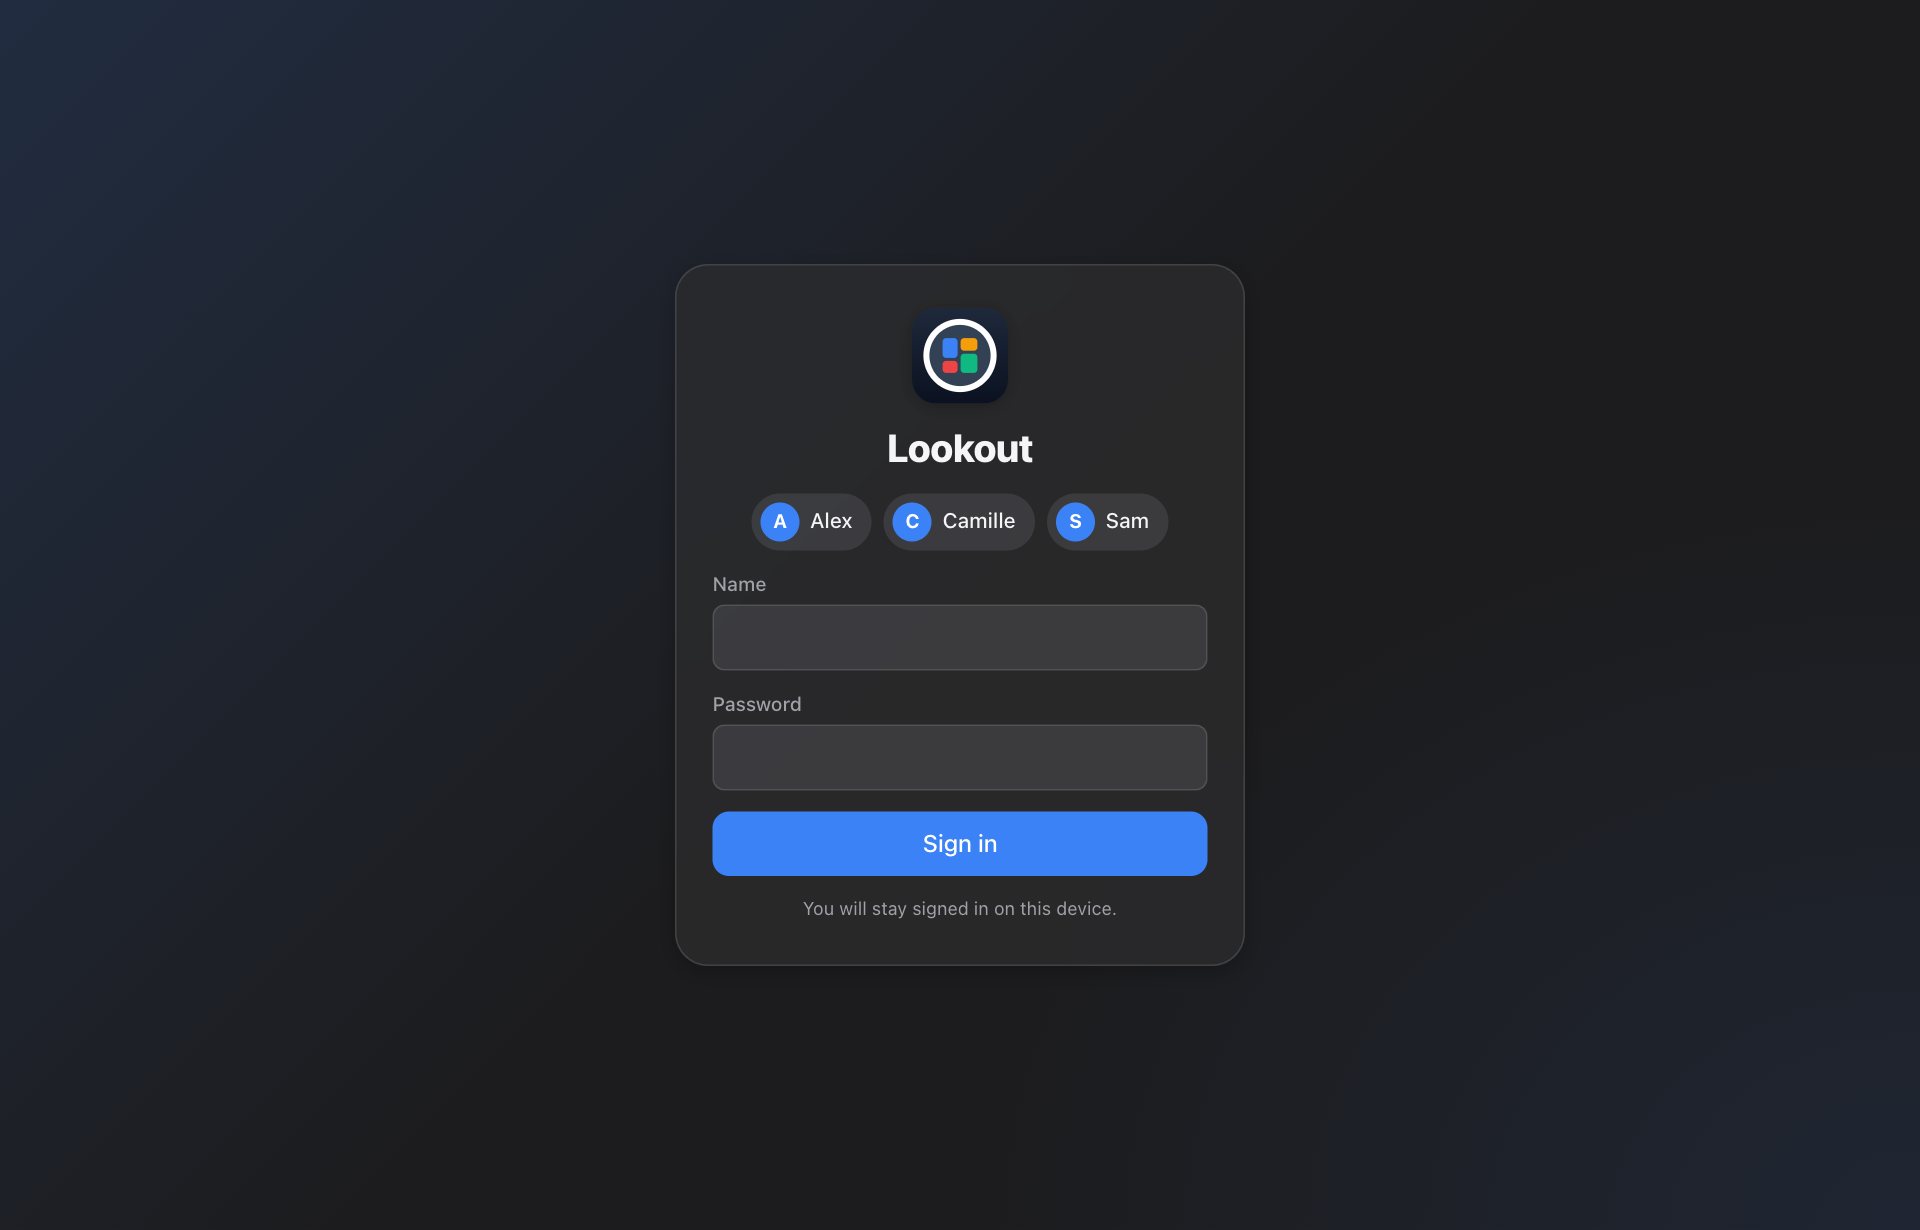 Lookout
A Alex C Camille S Sam
Name
Password
Sign in
You will stay signed in on this device.